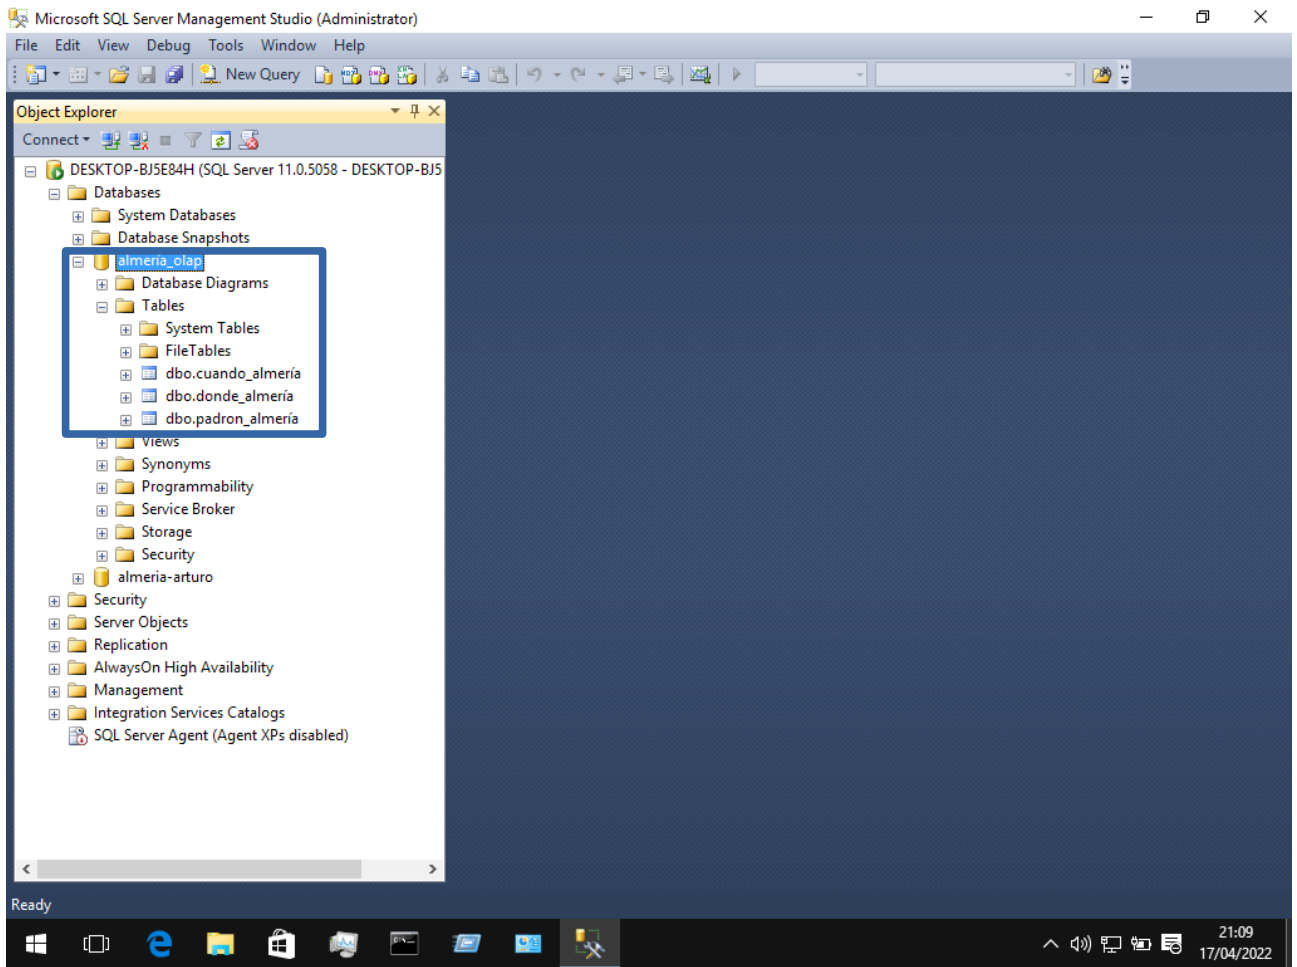 Microsoft SQL Server Management Studio (Administrator)
File Edit View Debug Tools Window Help
New Query
Object Explorer
Connect
DESKTOP-BJ5E84H (SQL Server 11.0.5058 - DESKTOP-BJ5
Databases
System Databases
Database Snapshots
almería_olap
Database Diagrams
Tables
System Tables
FileTables
dbo.cuando_almería
dbo.donde_almería
dbo.padron_almería
Views
Synonyms
Programmability
Service Broker
Storage
Security
almeria-arturo
Security
Server Objects
Replication
AlwaysOn High Availability
Management
Integration Services Catalogs
SQL Server Agent (Agent XPs disabled)
Ready
21:09
17/04/2022